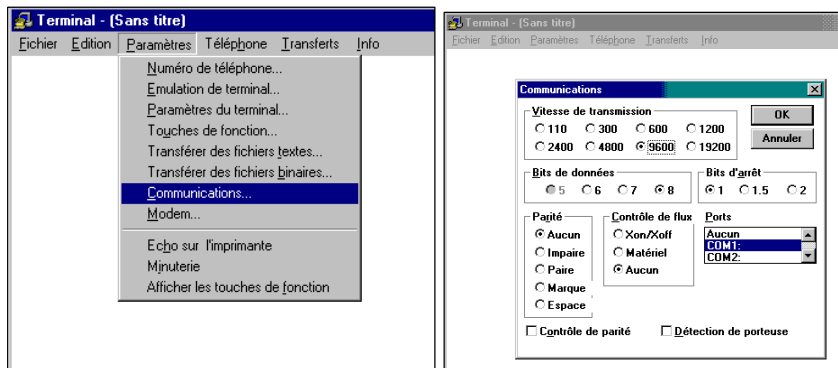 Terminal - (Sans titre)
Fichier Edition Paramètres Téléphone Transferts Info
Numéro de téléphone...
Emulation de terminal...
Paramètres du terminal...
Touches de fonction...
Transférer des fichiers textes...
Transférer des fichiers binaires...
Communications...
Modem...
Echo sur l'imprimante
Minuterie
Afficher les touches de fonction
Terminal - (Sans titre)
Fichier Edition Paramètres Téléphone Transferts Info
Communications
Vitesse de transmission
110 300 600 1200
2400 4800 9600 19200
OK
Annuler
Bits de données
5 6 7 8
Bits d'arrêt
1 1.5 2
Parité
Aucun
Impaire
Paire
Marque
Espace
Contrôle de flux
Xon/Xoff
Matériel
Aucun
Ports
Aucun
COM1:
COM2:
Contrôle de parité Détection de porteuse